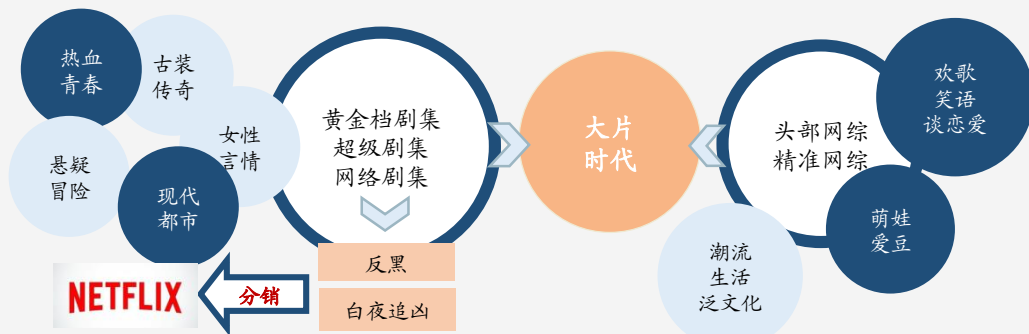 热血
青春
古装
传奇
女性
言情
悬疑
冒险
现代
都市
黄金档剧集
超级剧集
网络剧集
反黑
白夜追凶
分销
NETFLIX
大片
时代
头部网综
精准网综
欢歌
笑语
谈恋爱
萌娃
爱豆
潮流
生活
泛文化